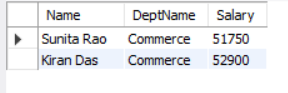 Name DeptName Salary
Sunita Rao Commerce 51750
Kiran Das Commerce 52900